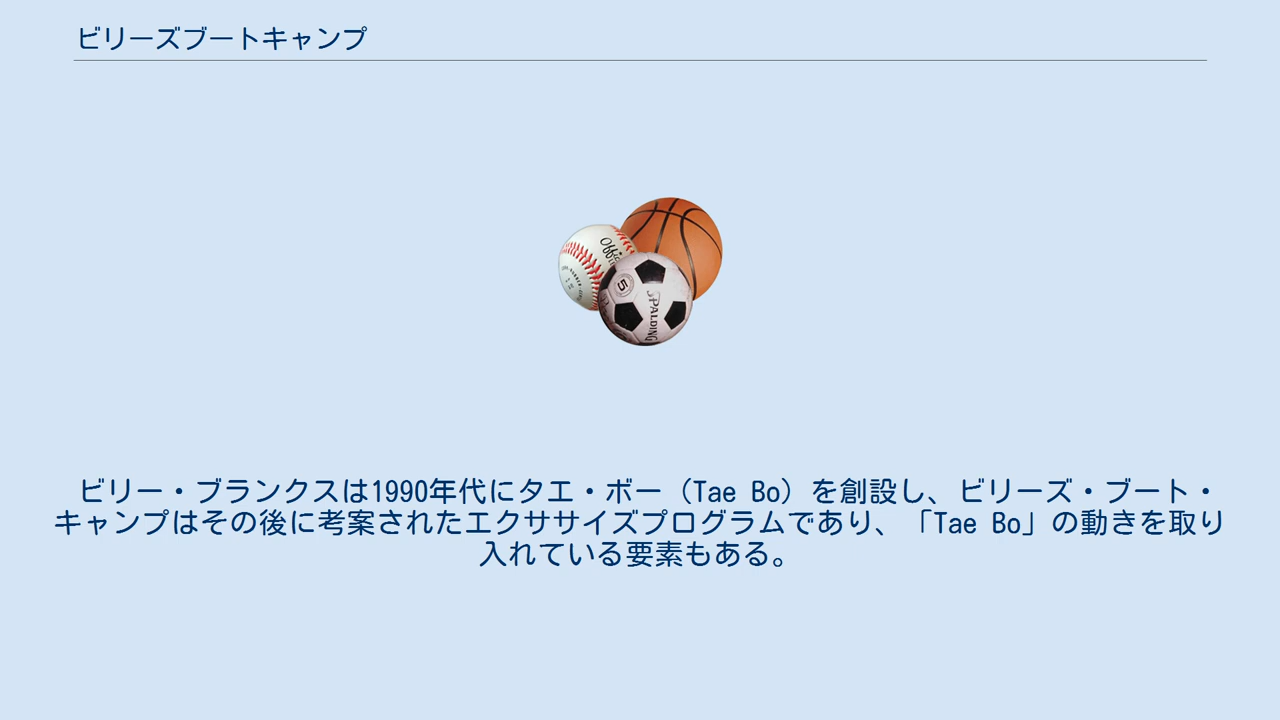 ビリーズブートキャンプ
Offic
5
SPALDING
ビリー・ブランクスは1990年代にタエ・ボー（Tae Bo）を創設し、ビリーズ・ブート・
キャンプはその後に考案されたエクササイズプログラムであり、「Tae Bo」の動きを取り
入れている要素もある。